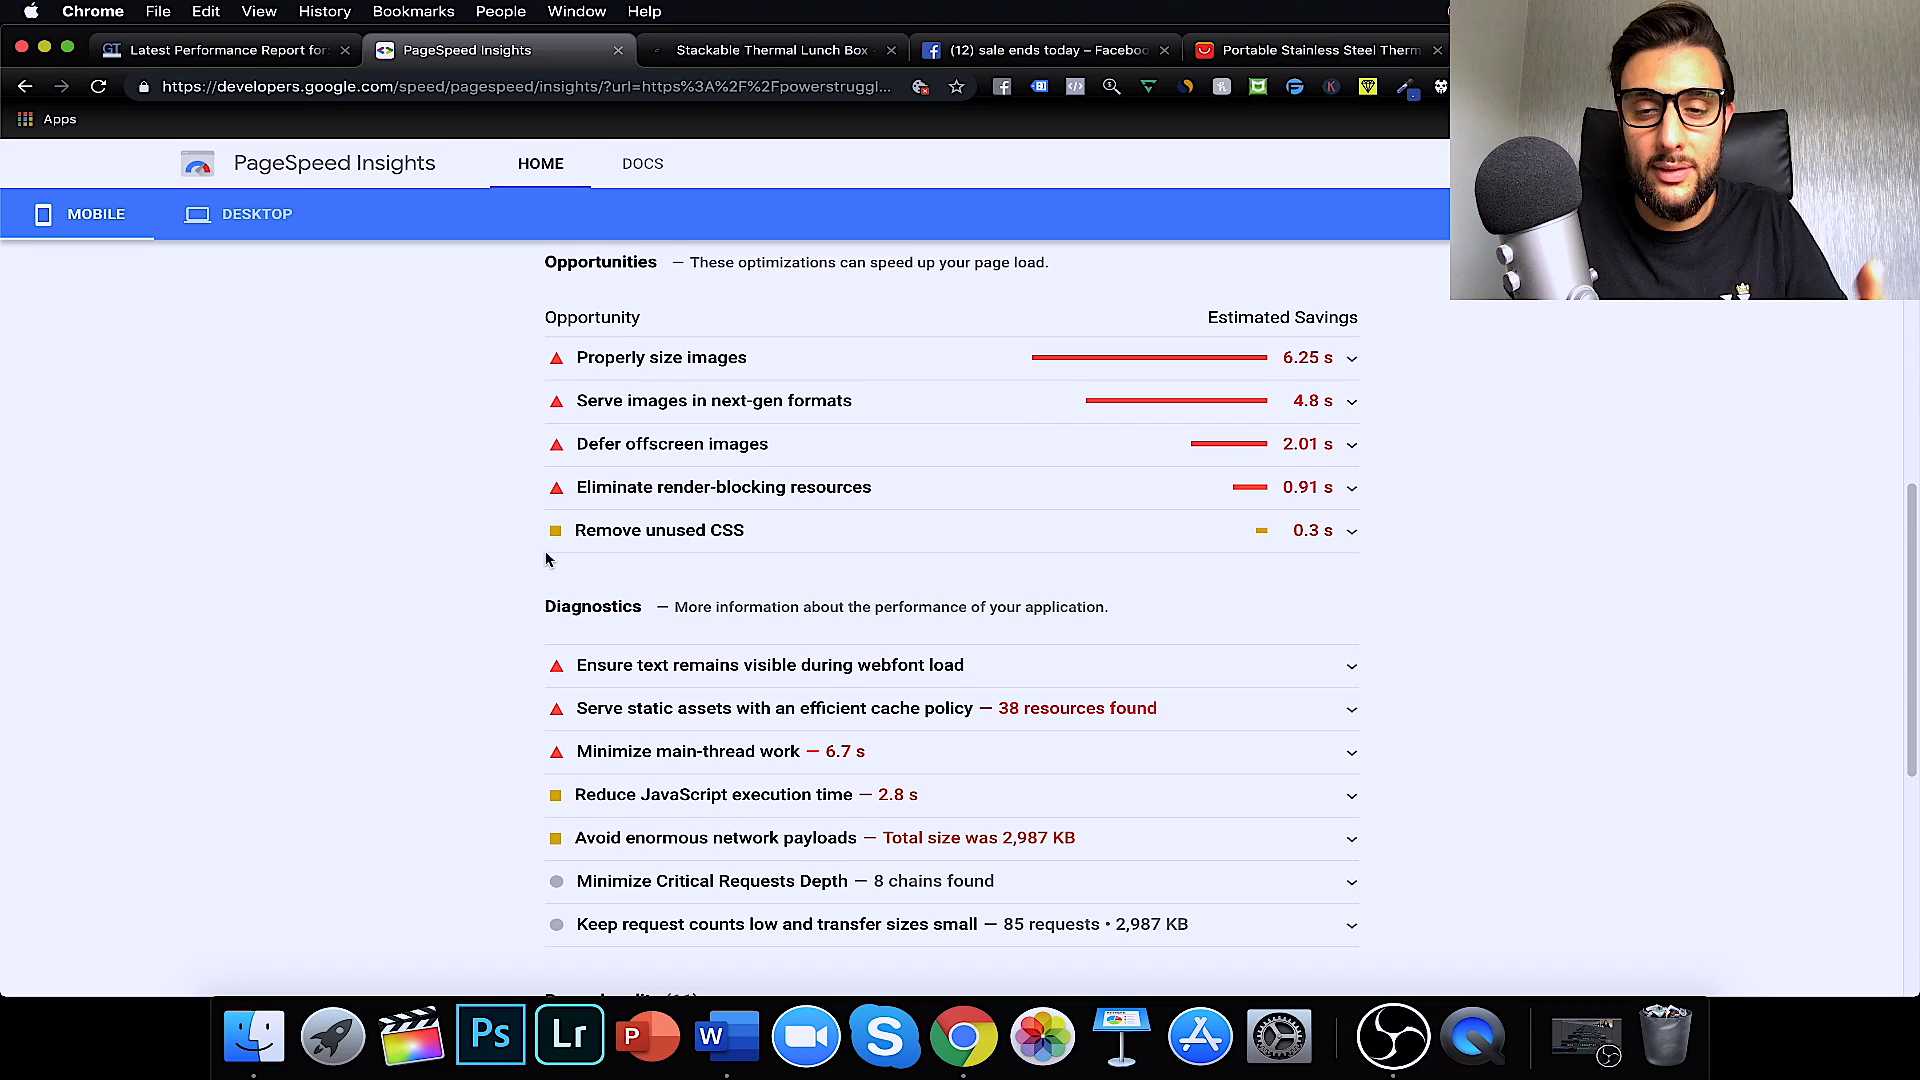 Chrome File Edit View History Bookmarks People Window Help
GT Latest Performance Report for PageSpeed Insights Stackable Thermal Lunch Box (12) sale ends today – Faceboo Portable Stainless Steel Therm
https://developers.google.com/speed/pagespeed/insights/?url=https%3A%2F%2Fpowerstruggl...
Apps
PageSpeed Insights HOME DOCS
MOBILE DESKTOP
Opportunities — These optimizations can speed up your page load.
Opportunity Estimated Savings
Properly size images 6.25 s
Serve images in next-gen formats 4.8 s
Defer offscreen images 2.01 s
Eliminate render-blocking resources 0.91 s
Remove unused CSS 0.3 s
Diagnostics — More information about the performance of your application.
Ensure text remains visible during webfont load
Serve static assets with an efficient cache policy — 38 resources found
Minimize main-thread work — 6.7 s
Reduce JavaScript execution time — 2.8 s
Avoid enormous network payloads — Total size was 2,987 KB
Minimize Critical Requests Depth — 8 chains found
Keep request counts low and transfer sizes small — 85 requests • 2,987 KB
Ps Lr P W S